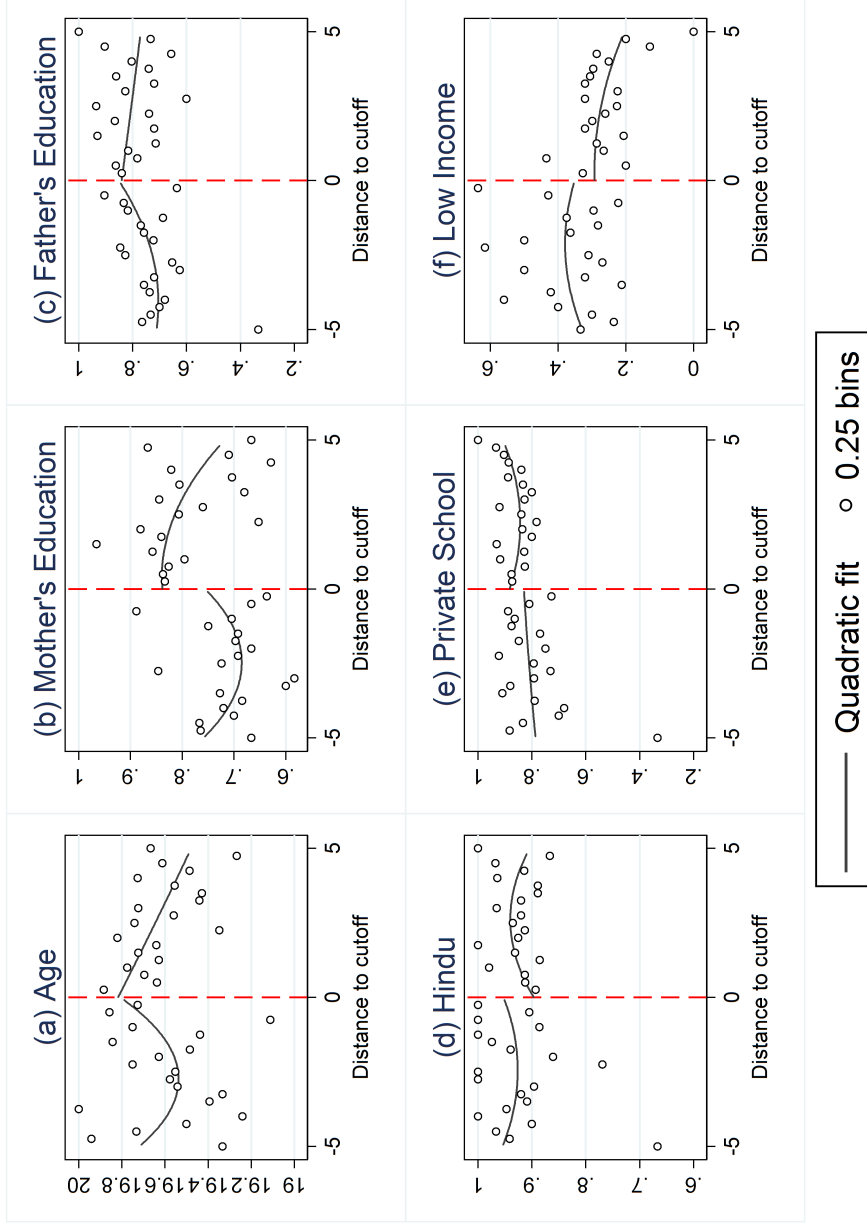 (a) Age
20
19.8
19.6
19.4
19.2
19
-5 0 5
Distance to cutoff
(b) Mother's Education
1
.9
.8
.7
.6
-5 0 5
Distance to cutoff
(c) Father's Education
1
.8
.6
.4
.2
-5 0 5
Distance to cutoff
(d) Hindu
1
.9
.8
.7
.6
-5 0 5
Distance to cutoff
(e) Private School
1
.8
.6
.4
.2
-5 0 5
Distance to cutoff
(f) Low Income
.6
.4
.2
0
-5 0 5
Distance to cutoff
Quadratic fit 0.25 bins